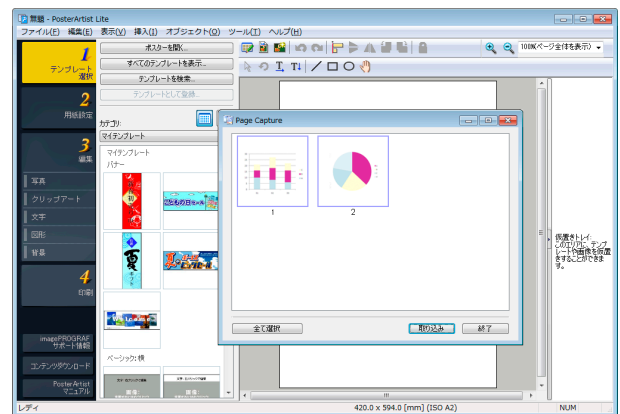 無題 - PosterArtist Lite
ファイル(F) 編集(E) 表示(V) 挿入(I) オブジェクト(O) ツール(T) ヘルプ(H)
1
テンプレート
選択
2
用紙設定
3
編集
写真
クリップアート
文字
図形
背景
4
印刷
imagePROGRAF
サポート情報
コンテンツダウンロード
PosterArtist
マニュアル
ポスターを開く...
すべてのテンプレートを表示...
テンプレートを検索...
テンプレートとして登録...
カテゴリ:
マイテンプレート
マイテンプレート
バナー
初
こども の日セール
夏
ベーシック:横
100%(ページ全体を表示)
Page Capture
1
2
全て選択
取り込み
終了
仮置きトレイ:
このエリアに、テンプ
レートや画像を仮置
きすることができま
す。
レディ
420.0 x 594.0 [mm] (ISO A2)
NUM